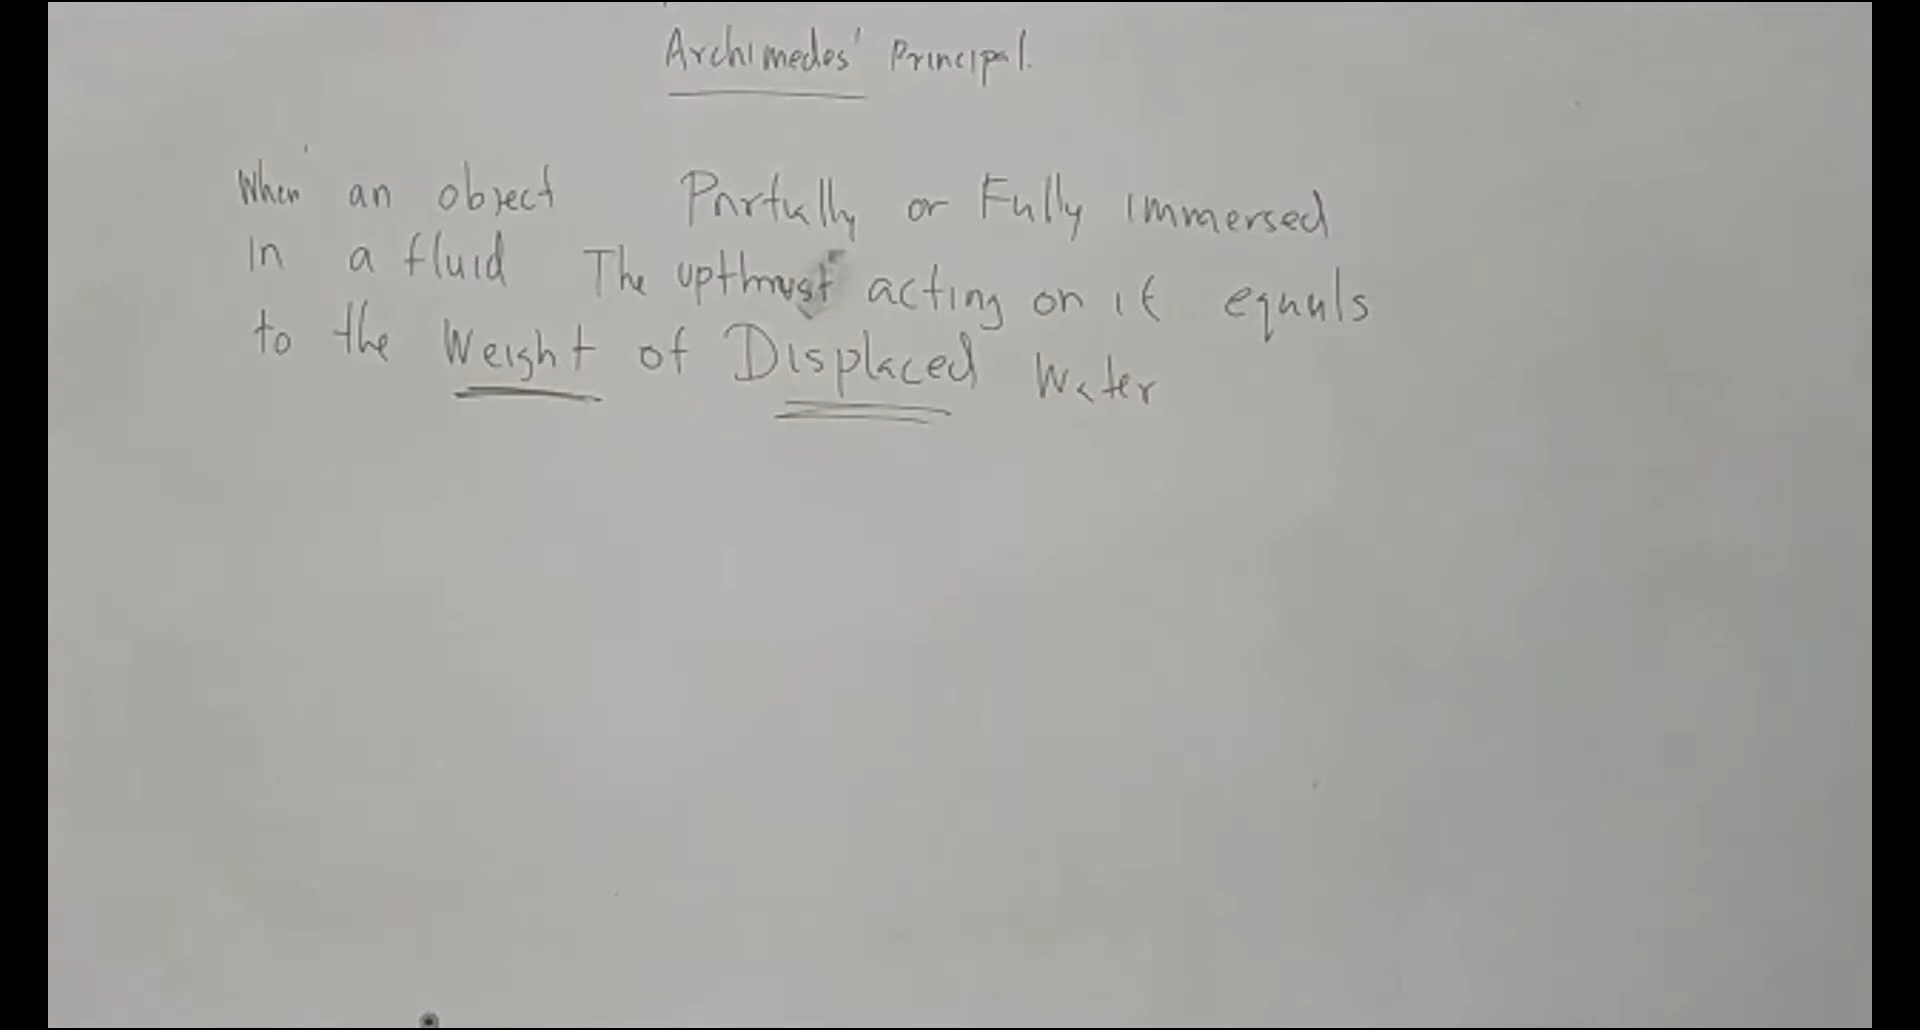 Archimedes' Principal.
When an object Partially or Fully immersed
in a fluid The upthrust acting on it equals
to the Weight of Displaced Water